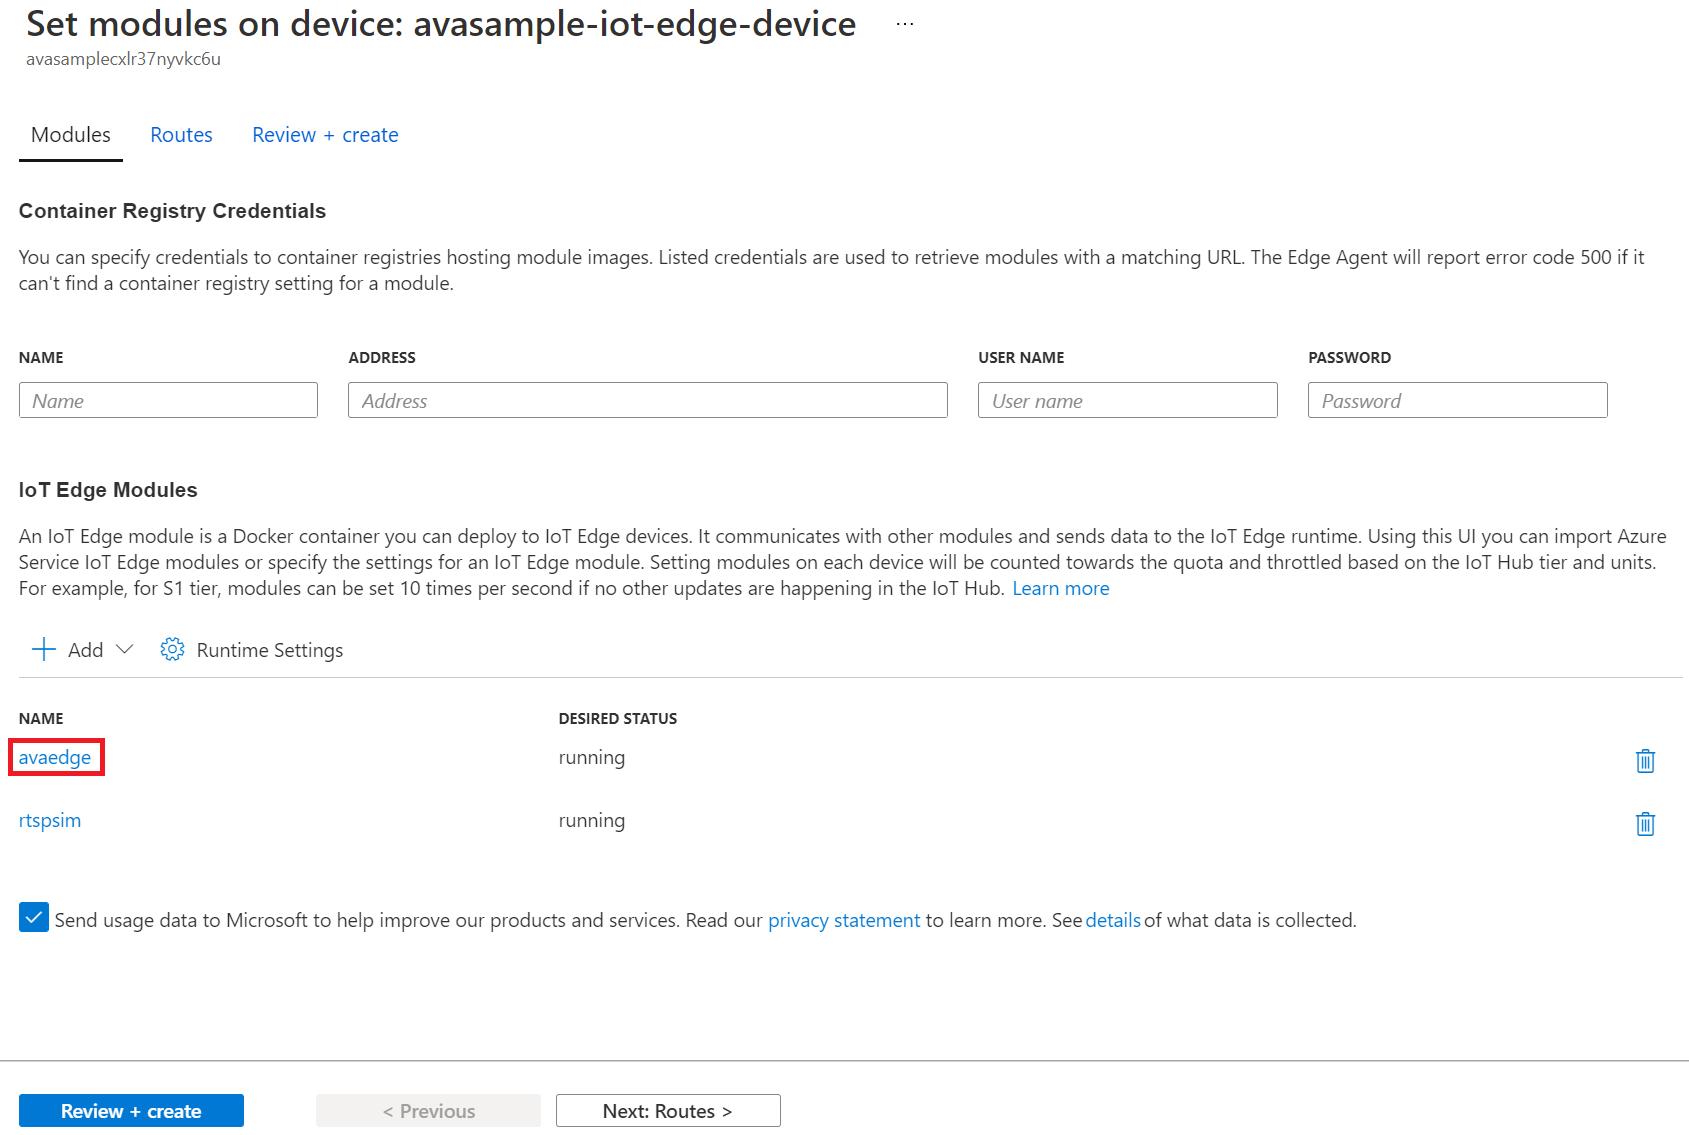 Set modules on device: avasample-iot-edge-device ...
avasamplecxlr37nyvkc6u
Modules Routes Review + create
Container Registry Credentials
You can specify credentials to container registries hosting module images. Listed credentials are used to retrieve modules with a matching URL. The Edge Agent will report error code 500 if it
can't find a container registry setting for a module.
NAME ADDRESS USER NAME PASSWORD
Name Address User name Password
IoT Edge Modules
An IoT Edge module is a Docker container you can deploy to IoT Edge devices. It communicates with other modules and sends data to the IoT Edge runtime. Using this UI you can import Azure
Service IoT Edge modules or specify the settings for an IoT Edge module. Setting modules on each device will be counted towards the quota and throttled based on the IoT Hub tier and units.
For example, for S1 tier, modules can be set 10 times per second if no other updates are happening in the IoT Hub. Learn more
Add Runtime Settings
NAME DESIRED STATUS
avaedge running
rtspsim running
Send usage data to Microsoft to help improve our products and services. Read our privacy statement to learn more. See details of what data is collected.
Review + create < Previous Next: Routes >